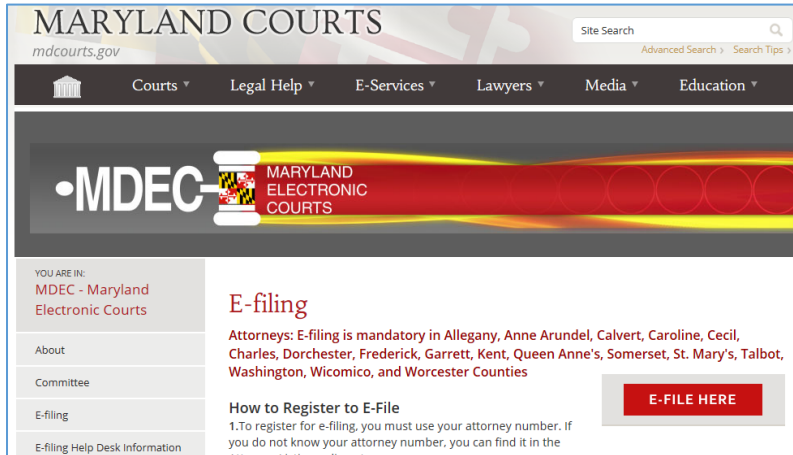 MARYLAND COURTS
mdcourts.gov
Site Search
Advanced Search > Search Tips >
Courts Legal Help E-Services Lawyers Media Education
•MDEC-
MARYLAND
ELECTRONIC
COURTS
YOU ARE IN:
MDEC - Maryland
Electronic Courts
About
Committee
E-filing
E-filing Help Desk Information
E-filing
Attorneys: E-filing is mandatory in Allegany, Anne Arundel, Calvert, Caroline, Cecil,
Charles, Dorchester, Frederick, Garrett, Kent, Queen Anne's, Somerset, St. Mary's, Talbot,
Washington, Wicomico, and Worcester Counties
E-FILE HERE
How to Register to E-File
1.To register for e-filing, you must use your attorney number. If
you do not know your attorney number, you can find it in the